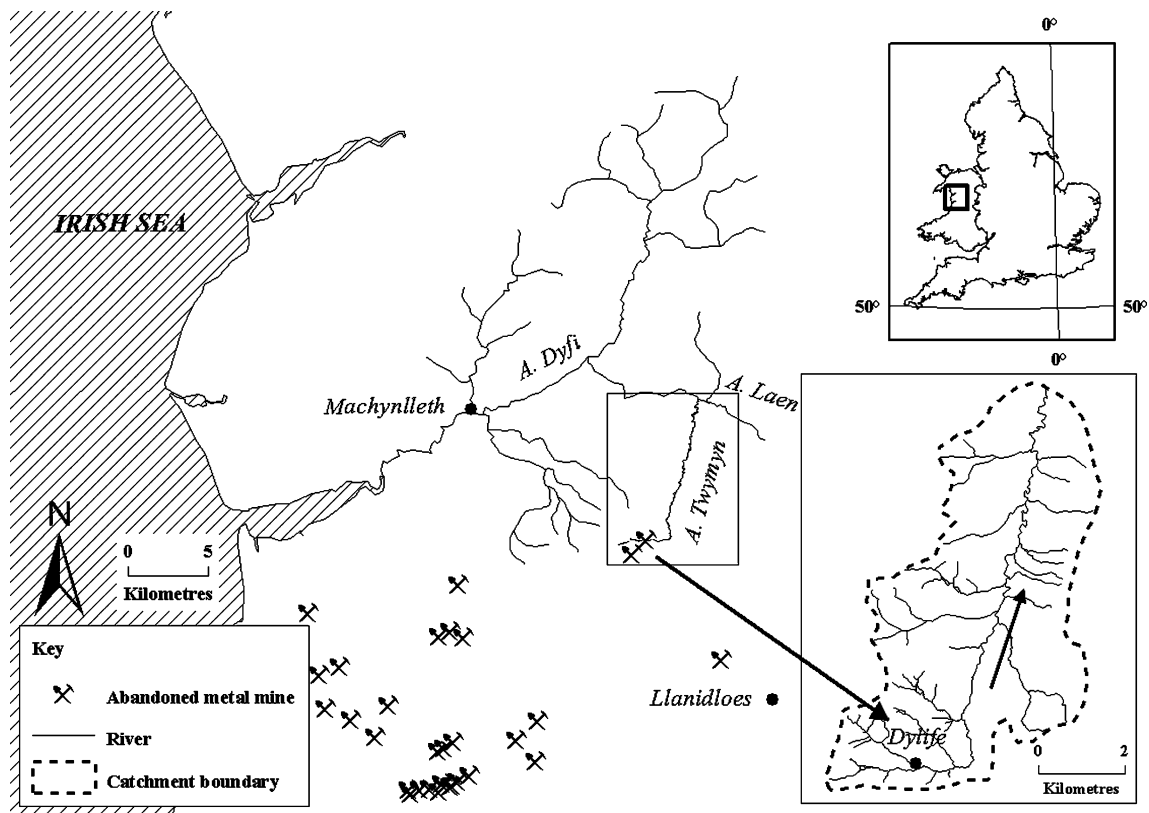 0°
IRISH SEA
50°
50°
0°
A. Dyfi
A. Laen
Machynlleth
A. Twymyn
N
0 5
Kilometres
Key
Abandoned metal mine
River
Catchment boundary
Llanidloes
Dylife
0 2
Kilometres